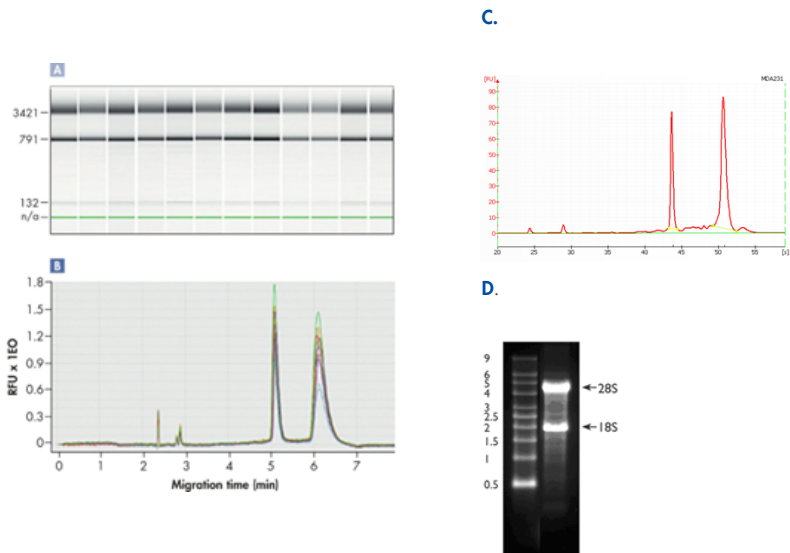 A
3421
791
132
n/a
B
1.8
1.5
1.2
0.9
0.6
0.3
0
RFU x 1EO
0 1 2 3 4 5 6 7
Migration time (min)
C.
[FU]
MDA231
90
80
70
60
50
40
30
20
10
0
20 25 30 35 40 45 50 55 [s]
D.
9
6
5
4
3
2.5
2
1.5
1
0.5
28S
18S